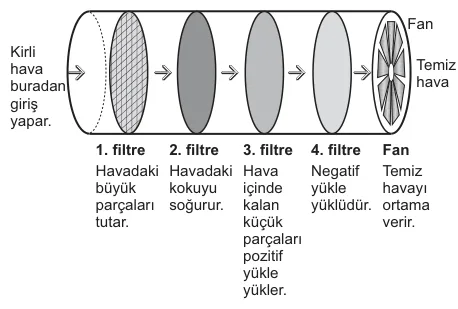 Fan
Kirli
hava
buradan
giriş
yapar.
Temiz
hava
1. filtre
Havadaki
büyük
parçaları
tutar.
2. filtre
Havadaki
kokuyu
soğurur.
3. filtre
Hava
içinde
kalan
küçük
parçaları
pozitif
yükle
yükler.
4. filtre
Negatif
yükle
yüklüdür.
Fan
Temiz
havayı
ortama
verir.